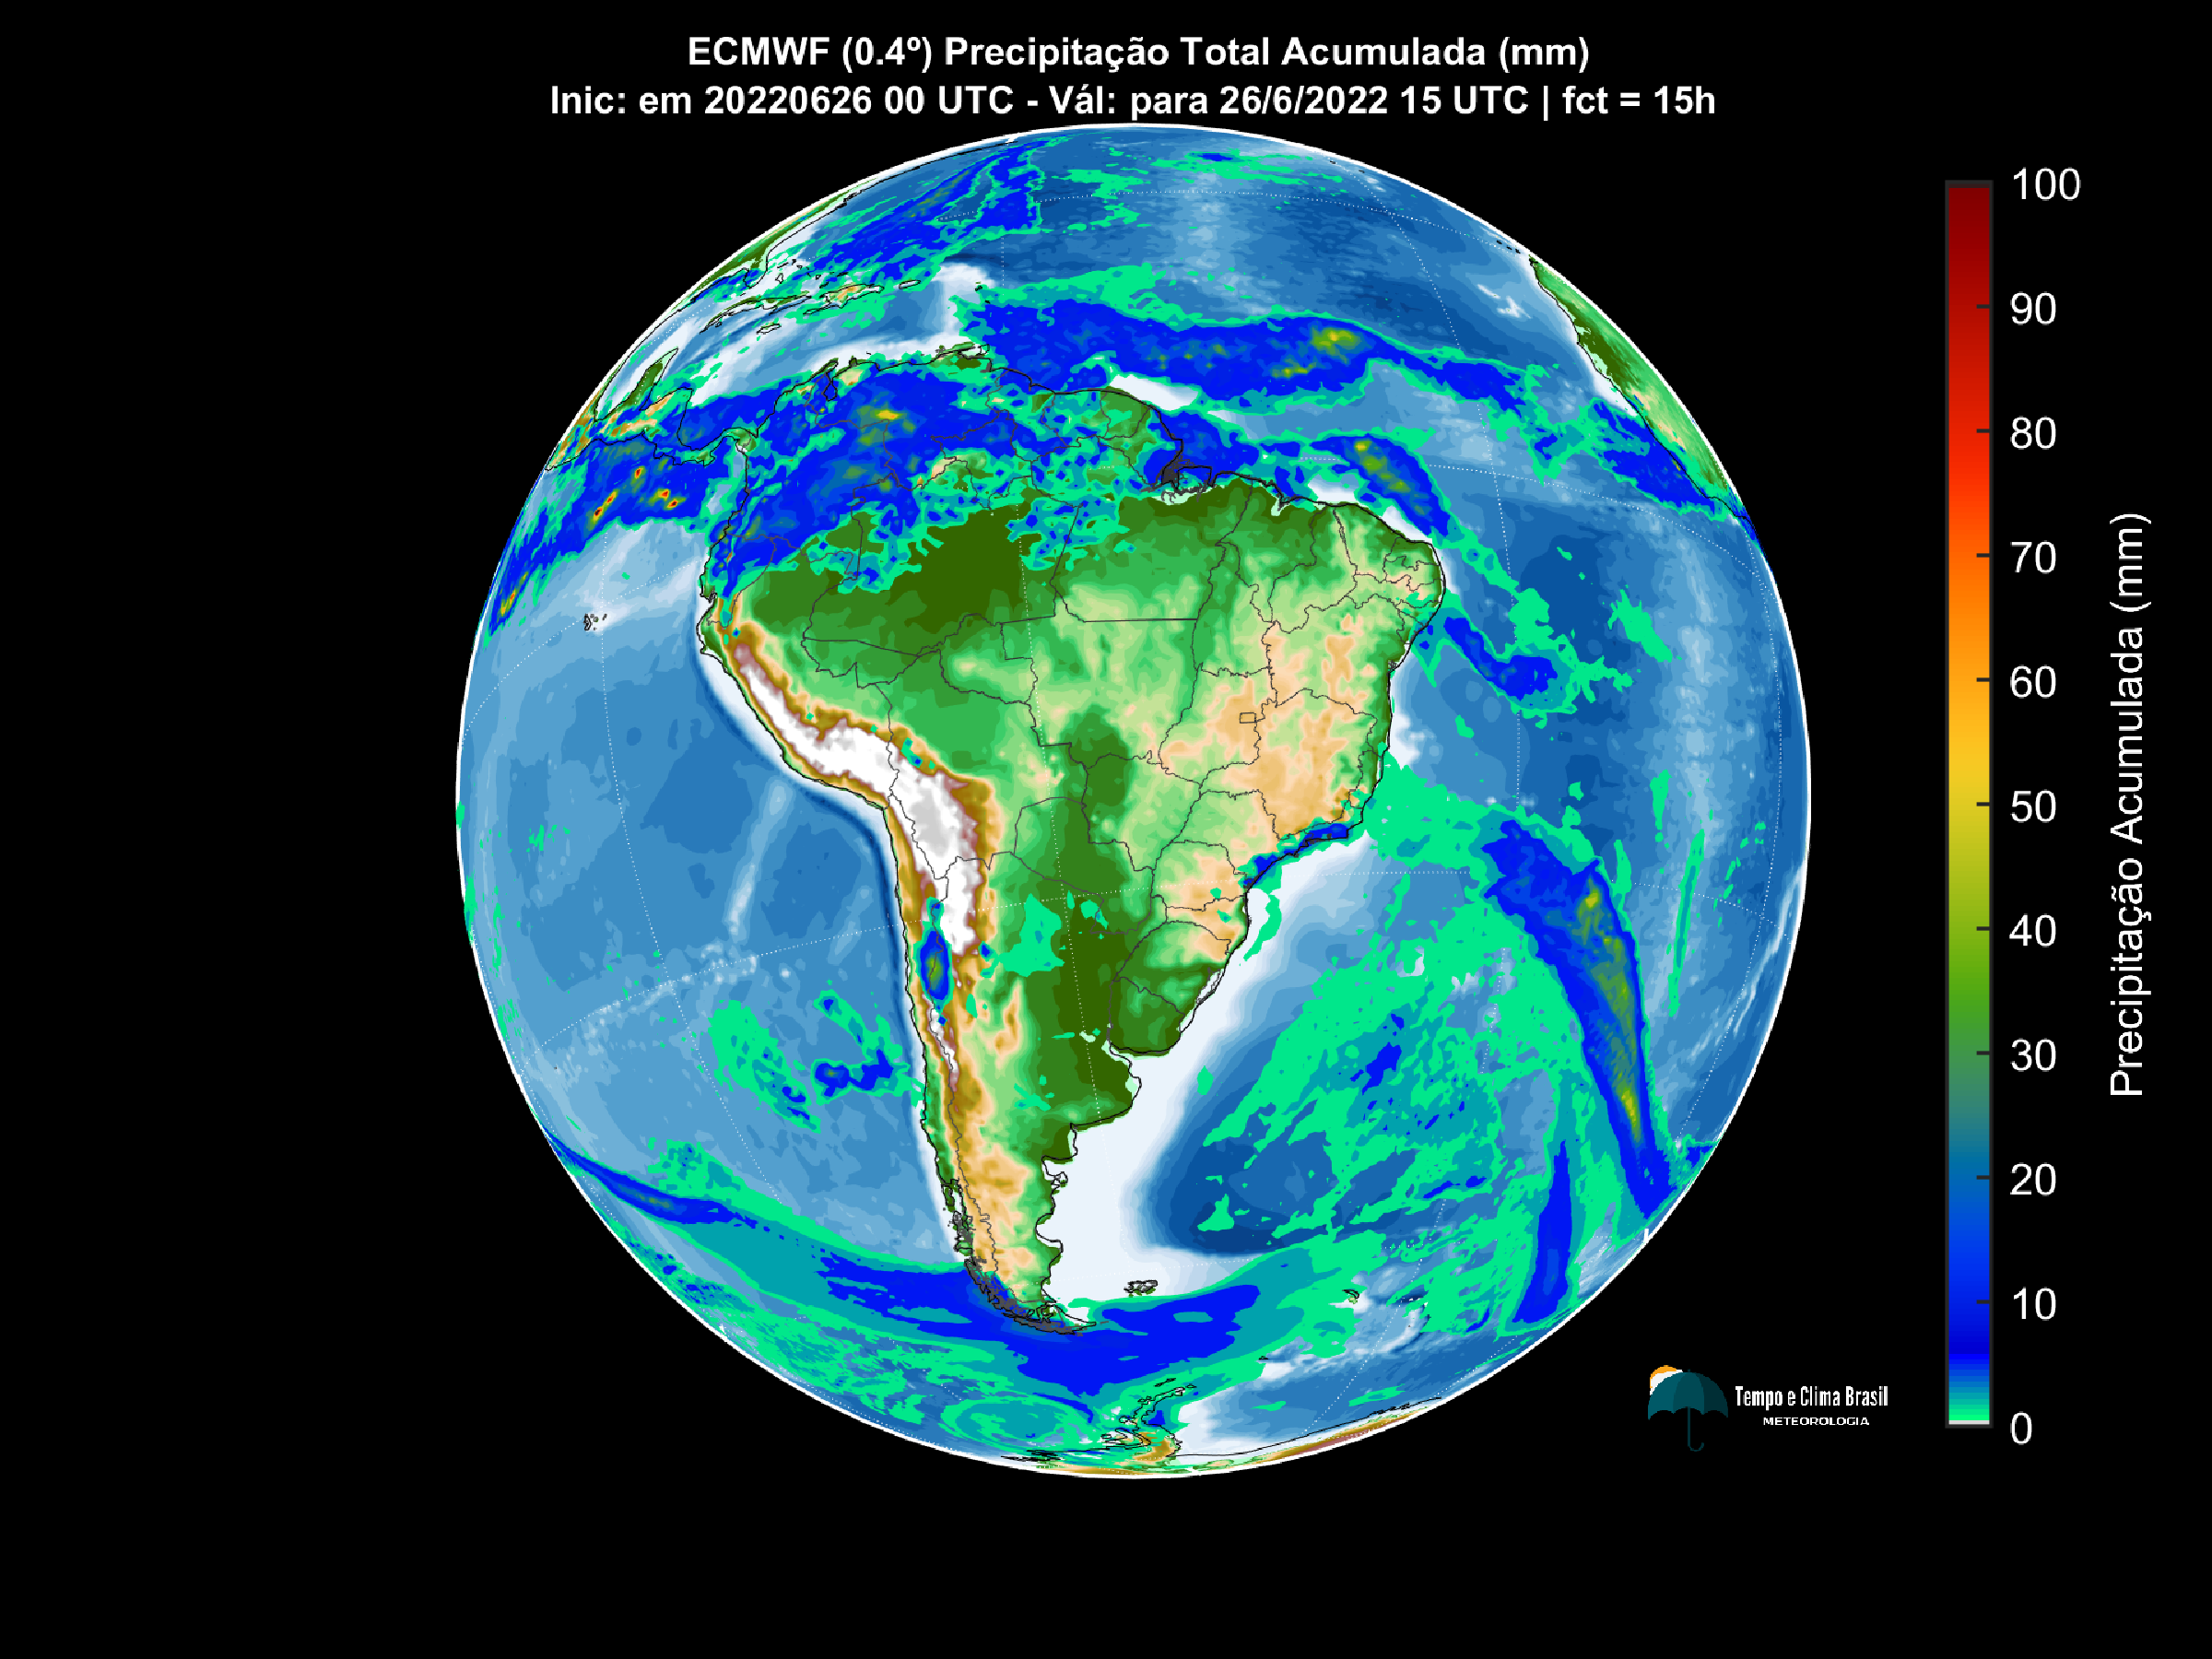 ECMWF (0.4º) Precipitação Total Acumulada (mm)
Inic: em 20220626 00 UTC - Vál: para 26/6/2022 15 UTC | fct = 15h
100
90
80
70
60
50
40
30
20
10
0
Precipitação Acumulada (mm)
Tempo e Clima Brasil
METEOROLOGIA